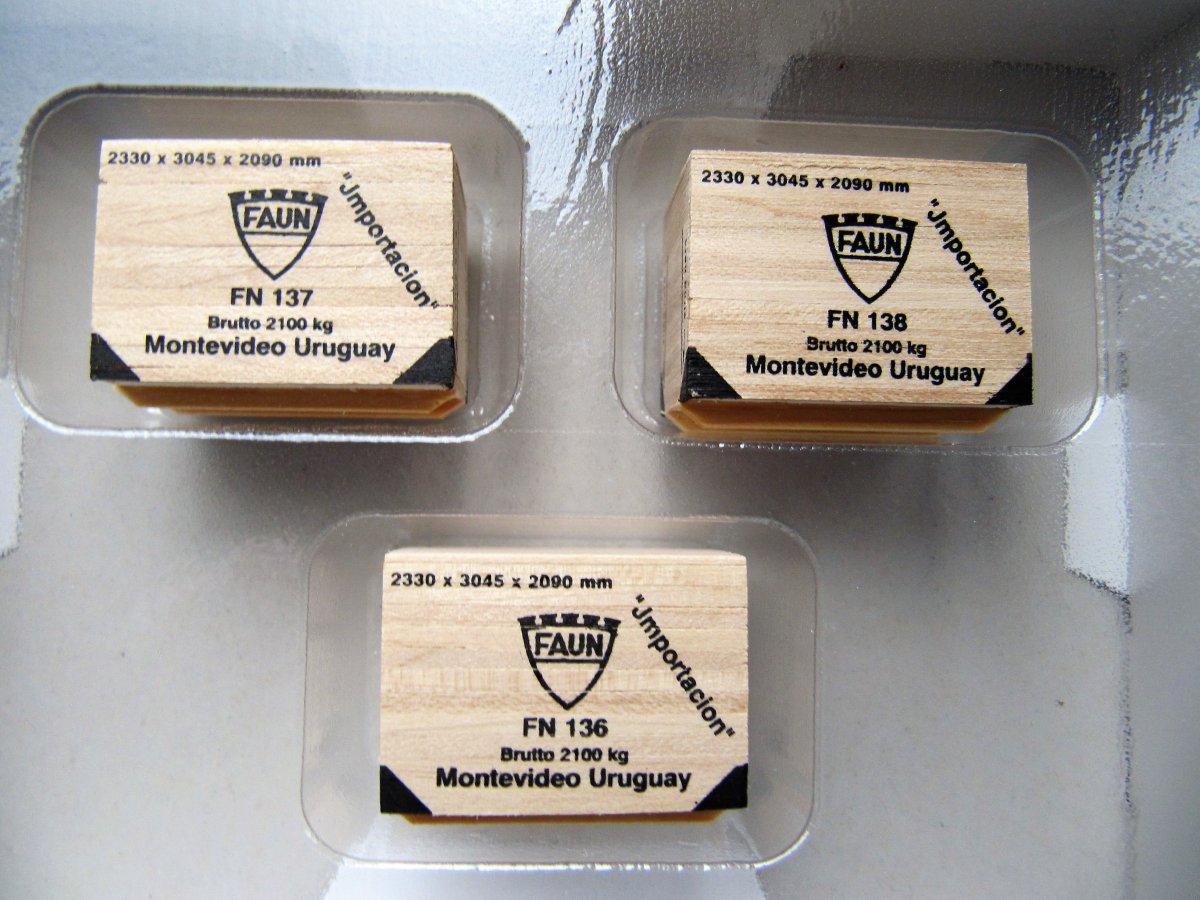 2330 x 3045 x 2090 mm
"Jmportacion"
FAUN
FN 137
Brutto 2100 kg
Montevideo Uruguay
2330 x 3045 x 2090 mm
"Jmportacion"
FAUN
FN 138
Brutto 2100 kg
Montevideo Uruguay
2330 x 3045 x 2090 mm
"Jmportacion"
FAUN
FN 136
Brutto 2100 kg
Montevideo Uruguay